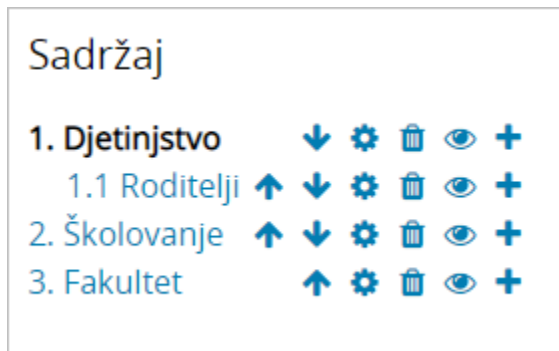 Sadržaj
1. Djetinjstvo
1.1 Roditelji
2. Školovanje
3. Fakultet